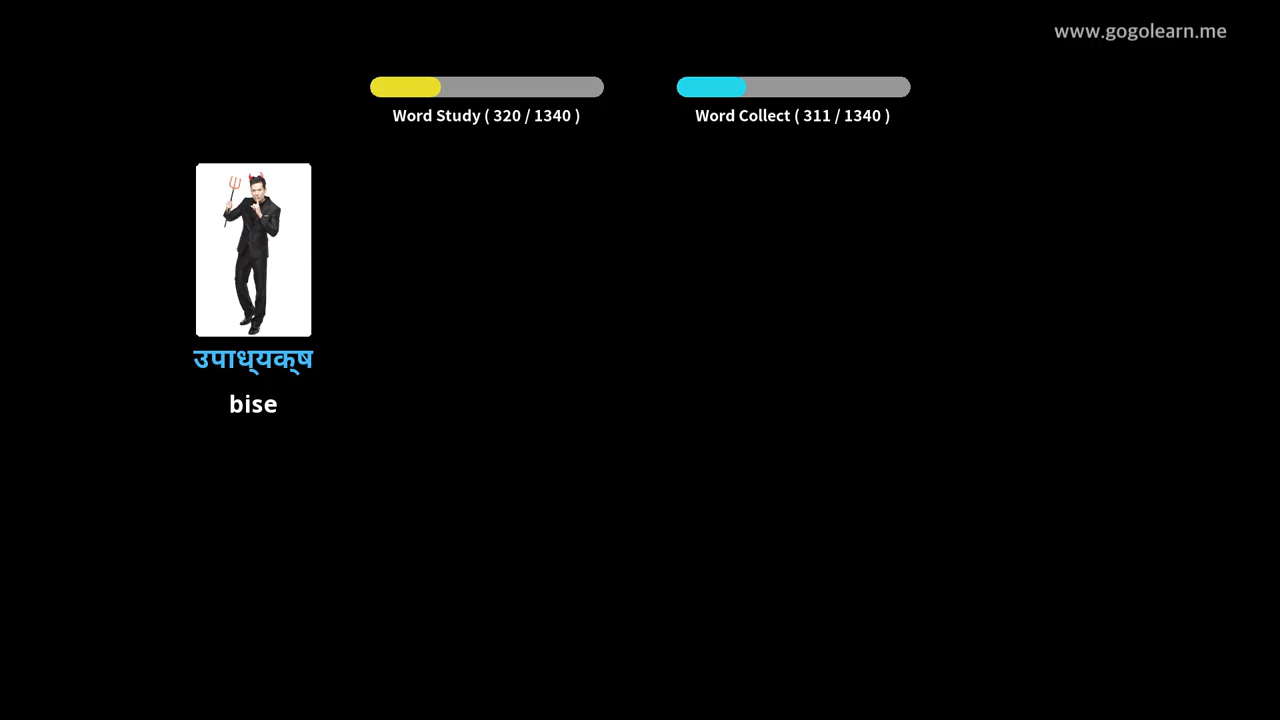 www.gogolearn.me
Word Study ( 320 / 1340 )
Word Collect ( 311 / 1340 )
उपाध्यक्ष
bise